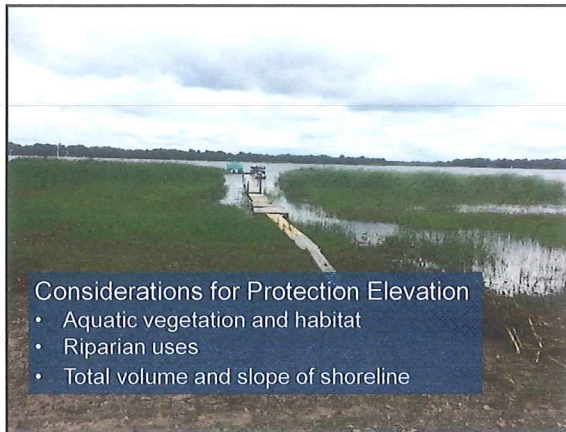 Considerations for Protection Elevation
• Aquatic vegetation and habitat
• Riparian uses
• Total volume and slope of shoreline